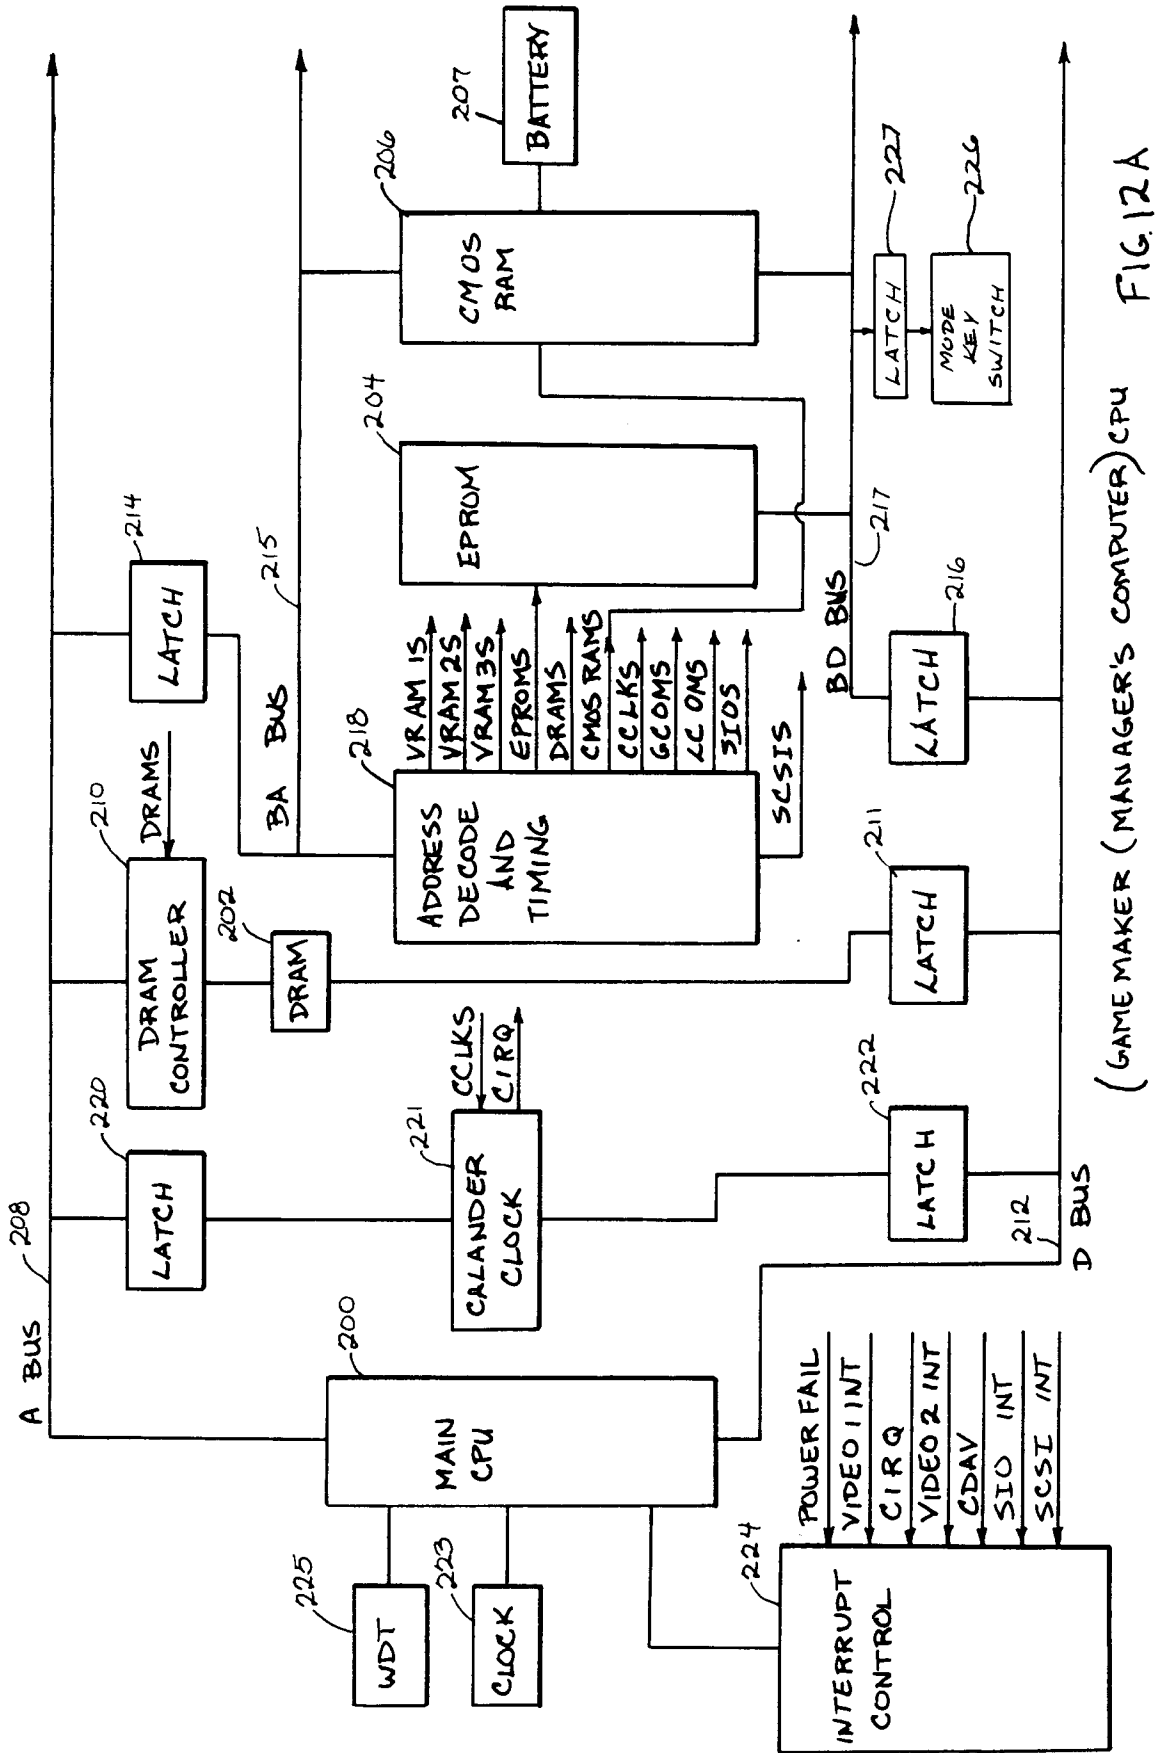 A BUS
208
LATCH
220
DRAM
CONTROLLER
210
DRAMS
LATCH
214
DRAM
202
BA BUS
215
MAIN
CPU
200
WDT
225
CLOCK
223
CALANDER
CLOCK
221
CCLKS
CIRQ
ADDRESS
DECODE
AND
TIMING
218
VRAM 1S
VRAM 2S
VRAM 3S
EPROMS
DRAMS
CMOS RAMS
CCLKS
GCOMS
LCOMS
SIOS
SCSIS
EPROM
204
CMOS
RAM
206
BATTERY
207
INTERRUPT
CONTROL
224
POWER FAIL
VIDEO 1 INT
CIRQ
VIDEO 2 INT
CDAV
SIO INT
SCSI INT
LATCH
222
LATCH
211
LATCH
216
BD BUS
217
LATCH
227
MODE
KEY
SWITCH
226
212
D BUS
(GAME MAKER (MANAGER'S COMPUTER) CPU
FIG. 12A